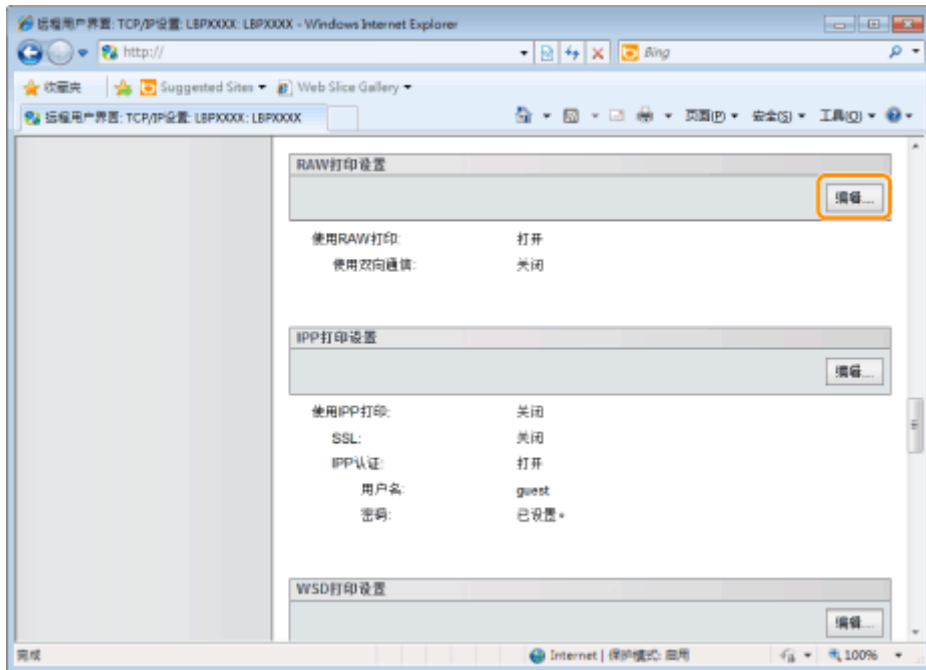 远程用户界面: TCP/IP设置: LBPXXXX: LBPXXXX - Windows Internet Explorer
http://
Bing
收藏夹 Suggested Sites Web Slice Gallery
远程用户界面: TCP/IP设置: LBPXXXX: LBPXXXX 页面(P) 安全(S) 工具(O)
RAW打印设置
编辑...
使用RAW打印: 打开
使用双向通信: 关闭
IPP打印设置
编辑...
使用IPP打印: 关闭
SSL: 关闭
IPP认证: 打开
用户名: guest
密码: 已设置。
WSD打印设置
编辑...
完成 Internet | 保护模式: 启用 100%